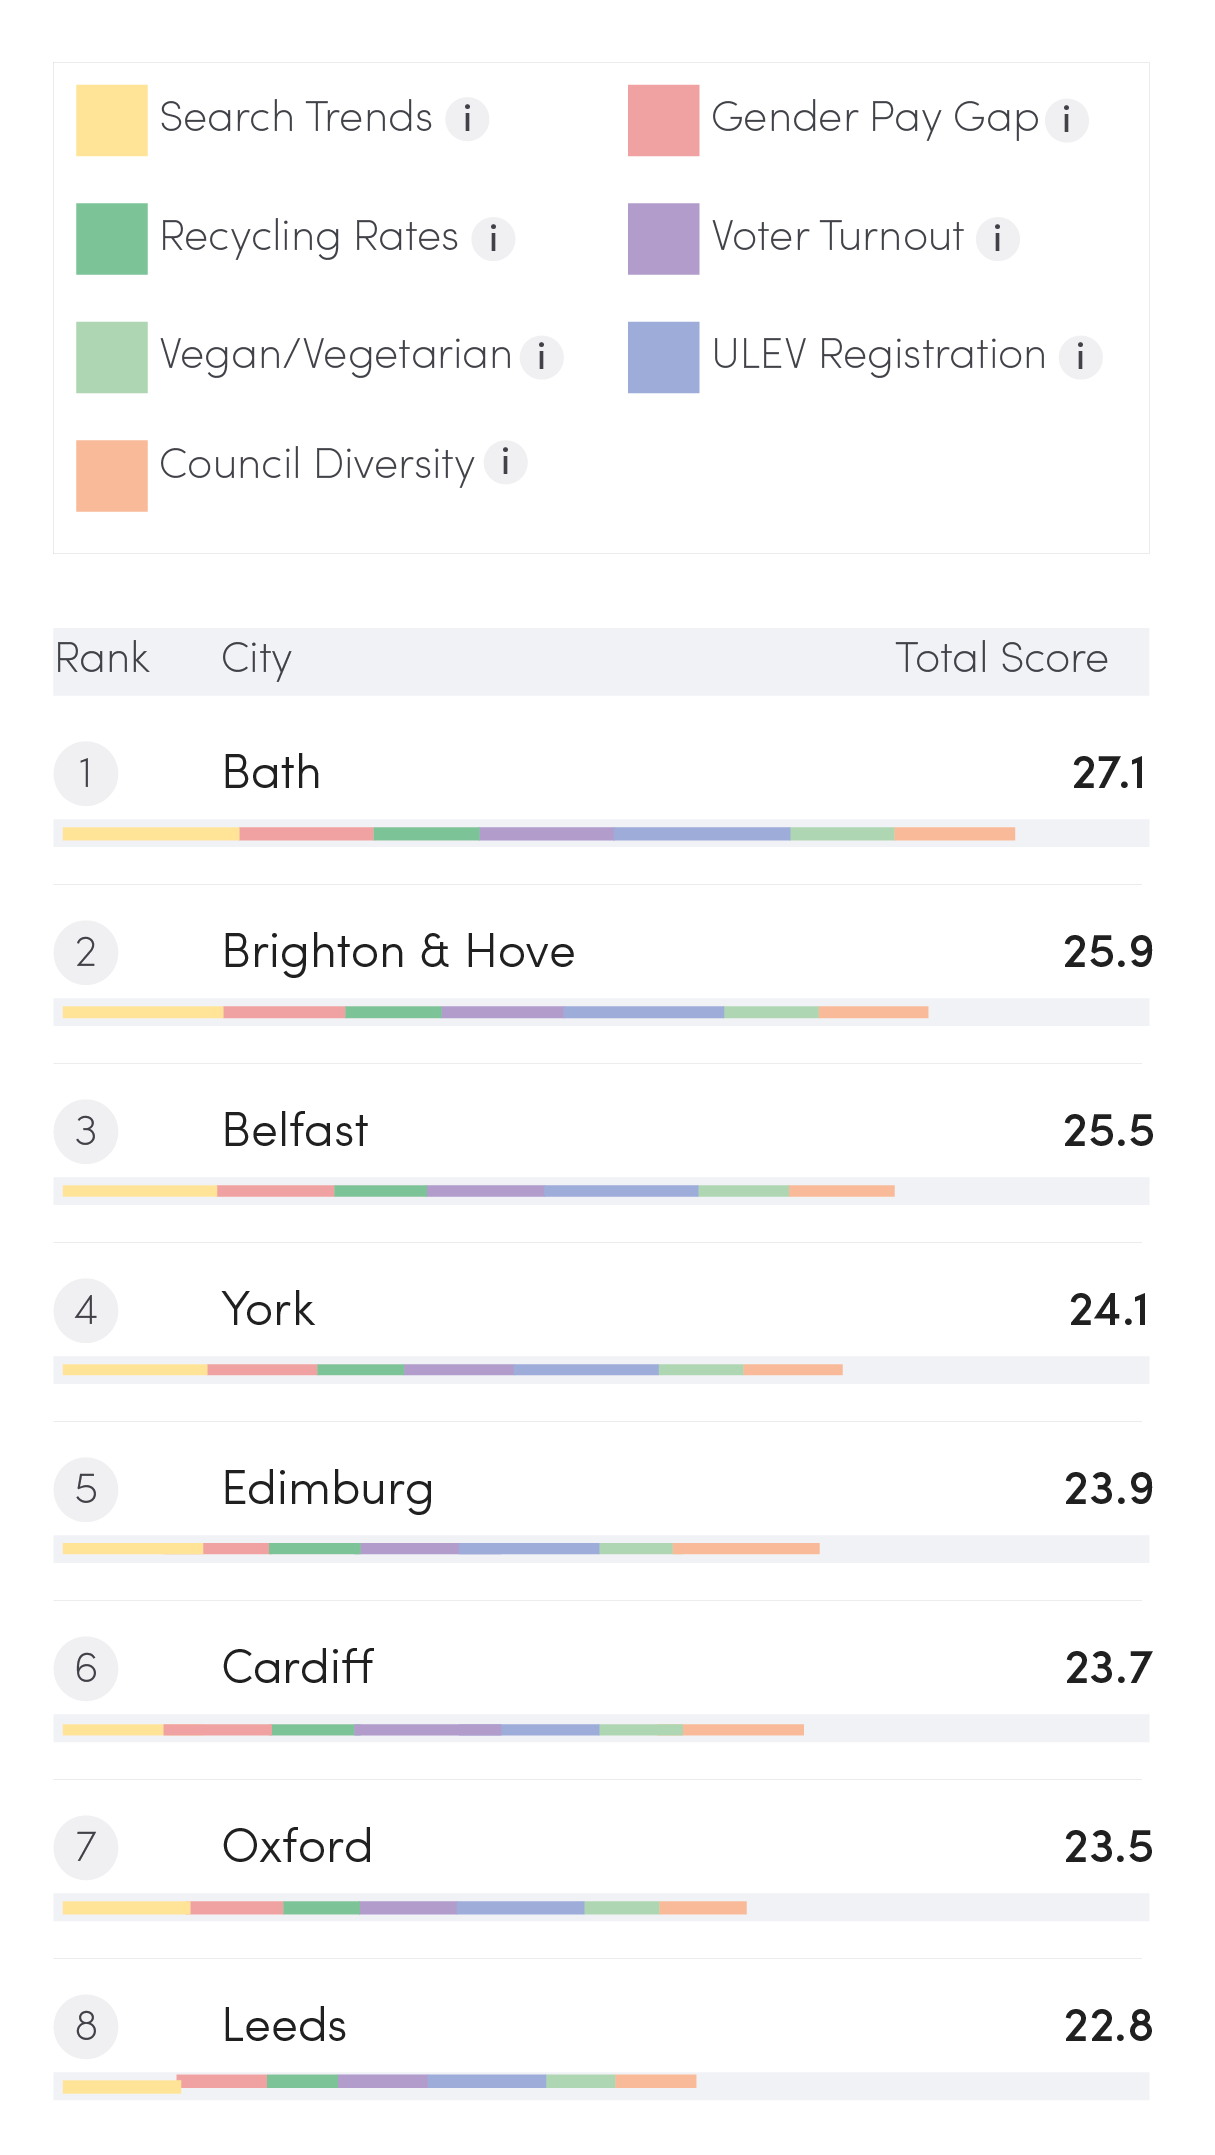 Search Trends i Gender Pay Gap i
Recycling Rates i Voter Turnout i
Vegan/Vegetarian i ULEV Registration i
Council Diversity i
Rank City Total Score
1 Bath 27.1
2 Brighton & Hove 25.9
3 Belfast 25.5
4 York 24.1
5 Edimburg 23.9
6 Cardiff 23.7
7 Oxford 23.5
8 Leeds 22.8